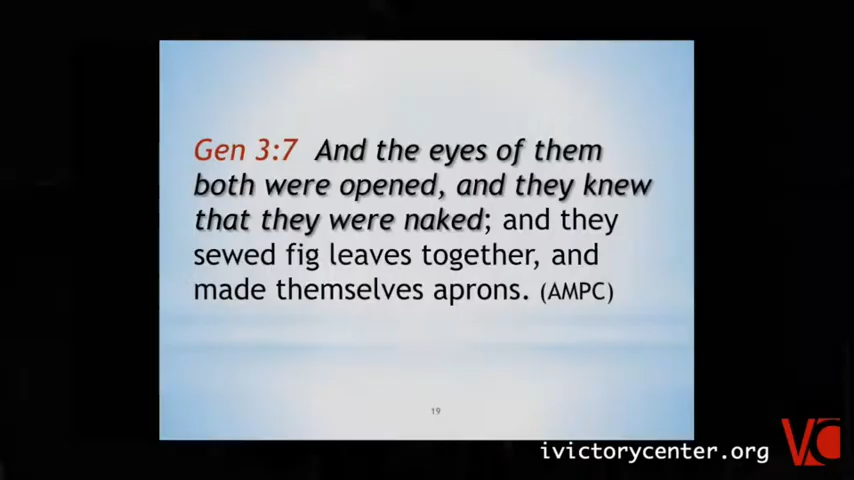 Gen 3:7 And the eyes of them
both were opened, and they knew
that they were naked; and they
sewed fig leaves together, and
made themselves aprons. (AMPC)
19
ivictorycenter.org
VC